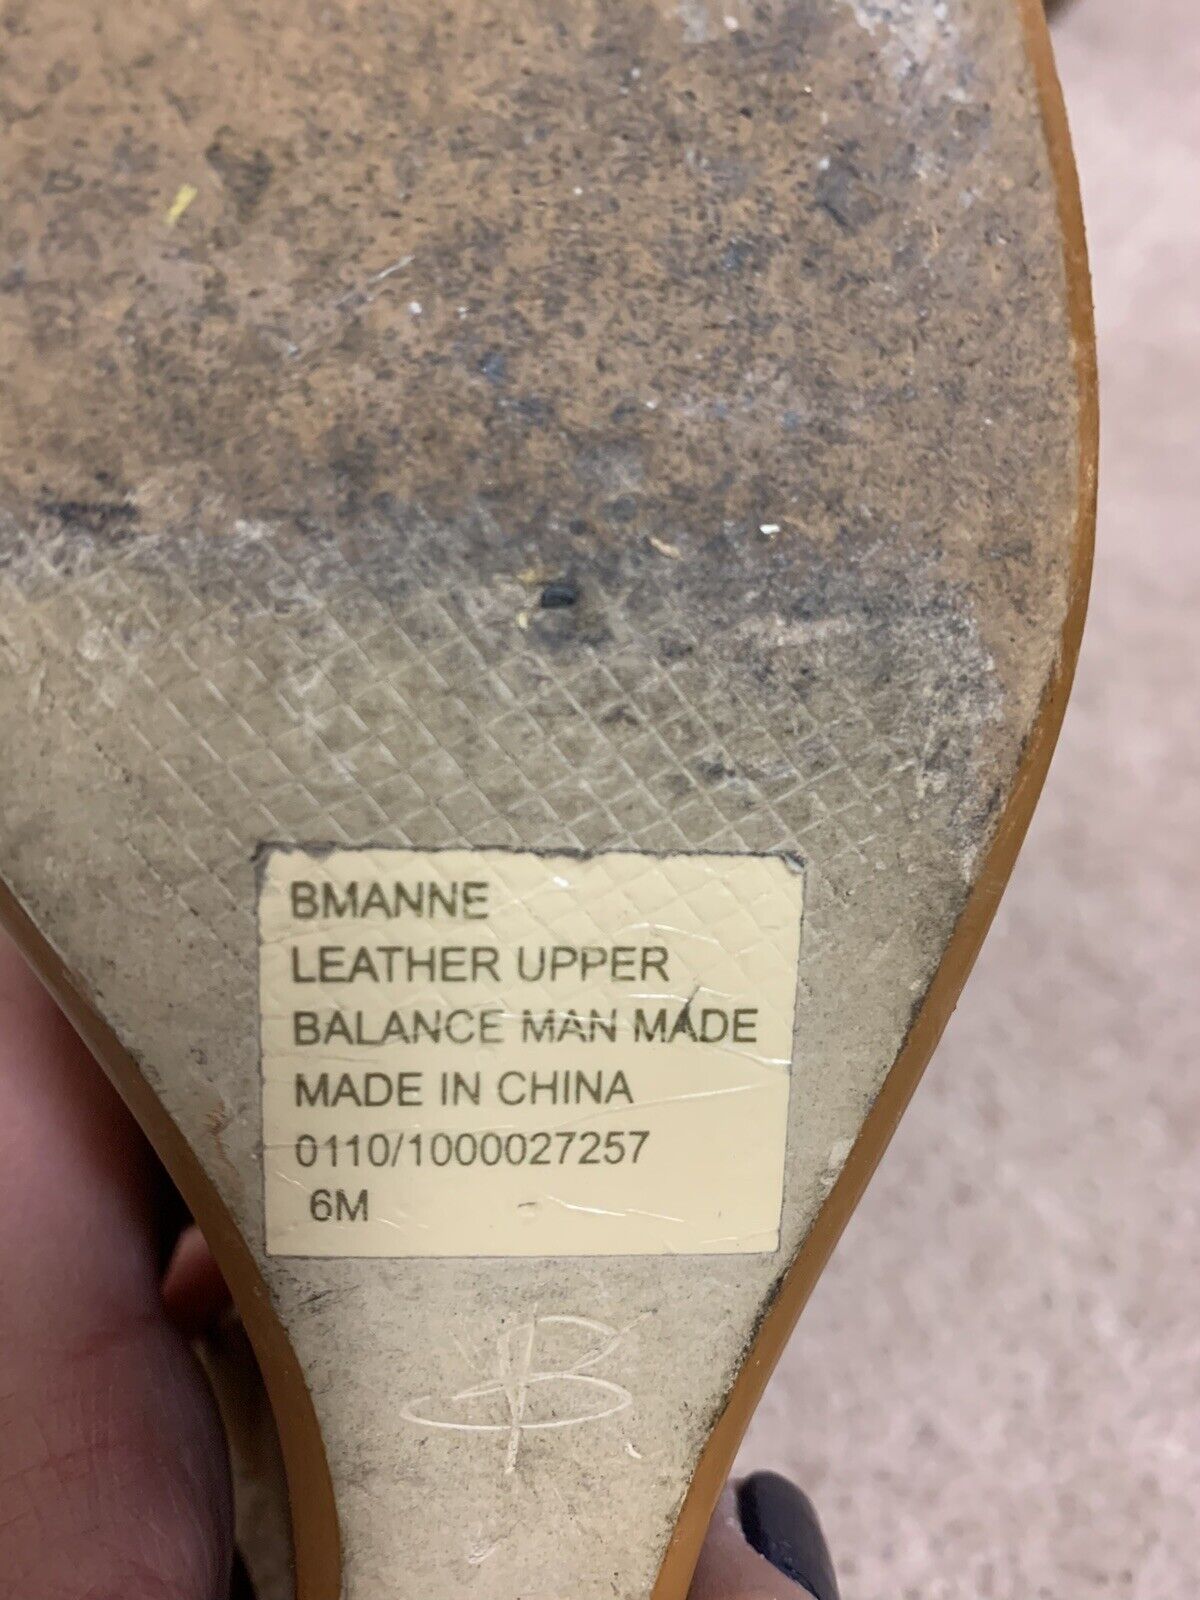 BMANNE
LEATHER UPPER
BALANCE MAN MADE
MADE IN CHINA
0110/1000027257
6M
B